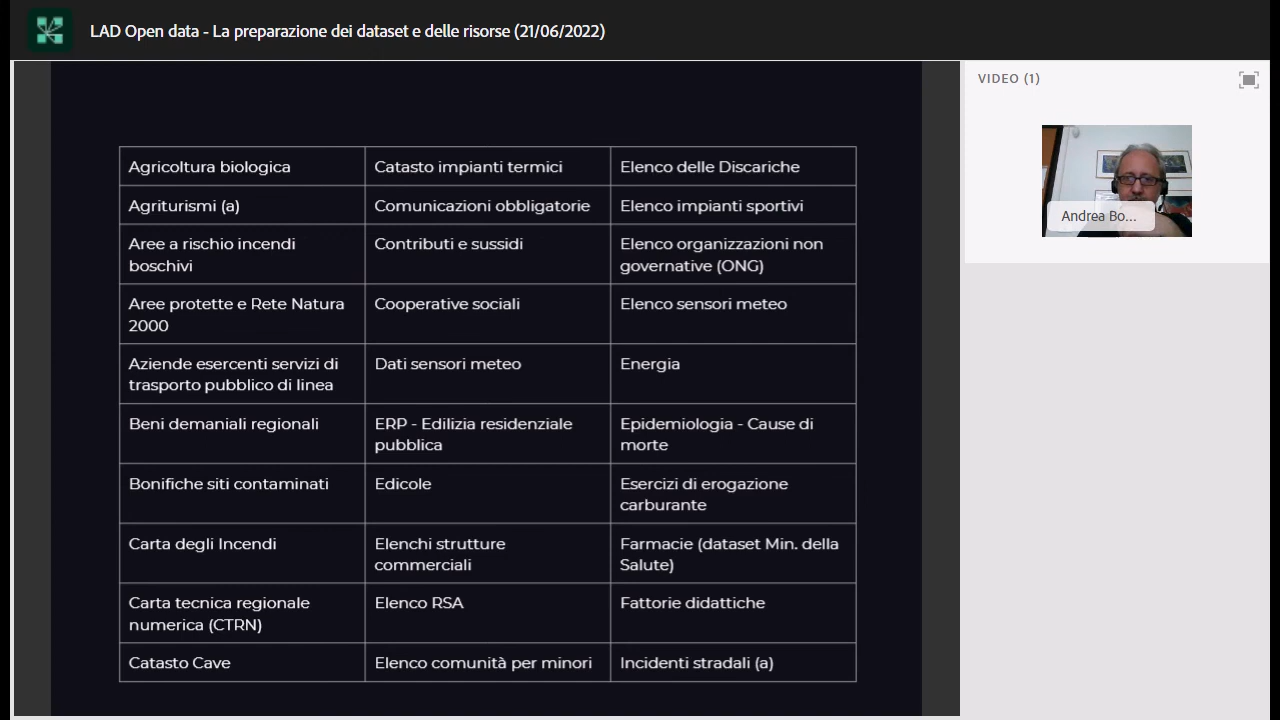 LAD Open data - La preparazione dei dataset e delle risorse (21/06/2022)
VIDEO (1)
Andrea Bo...
Agricoltura biologica
Catasto impianti termici
Elenco delle Discariche
Agriturismi (a)
Comunicazioni obbligatorie
Elenco impianti sportivi
Aree a rischio incendi
boschivi
Contributi e sussidi
Elenco organizzazioni non
governative (ONG)
Aree protette e Rete Natura
2000
Cooperative sociali
Elenco sensori meteo
Aziende esercenti servizi di
trasporto pubblico di linea
Dati sensori meteo
Energia
Beni demaniali regionali
ERP - Edilizia residenziale
pubblica
Epidemiologia - Cause di
morte
Bonifiche siti contaminati
Edicole
Esercizi di erogazione
carburante
Carta degli Incendi
Elenchi strutture
commerciali
Farmacie (dataset Min. della
Salute)
Carta tecnica regionale
numerica (CTRN)
Elenco RSA
Fattorie didattiche
Catasto Cave
Elenco comunità per minori
Incidenti stradali (a)